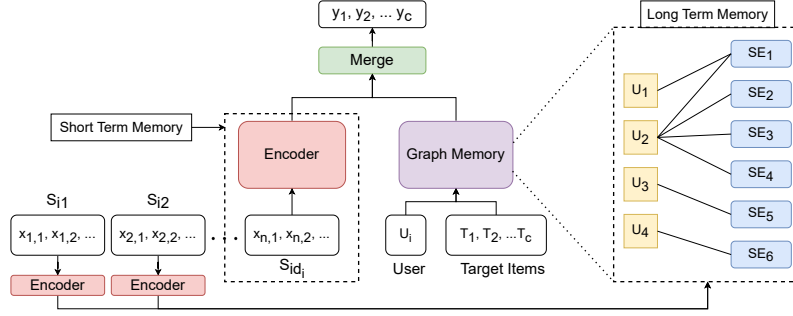 y1, y2, ... yc
Merge
Short Term Memory
Encoder
Graph Memory
Si1
Si2
x1,1, x1,2, ...
x2,1, x2,2, ...
. . .
xn,1, xn,2, ...
Sidi
Ui
T1, T2, ...Tc
User
Target Items
Encoder
Encoder
Long Term Memory
U1
U2
U3
U4
SE1
SE2
SE3
SE4
SE5
SE6